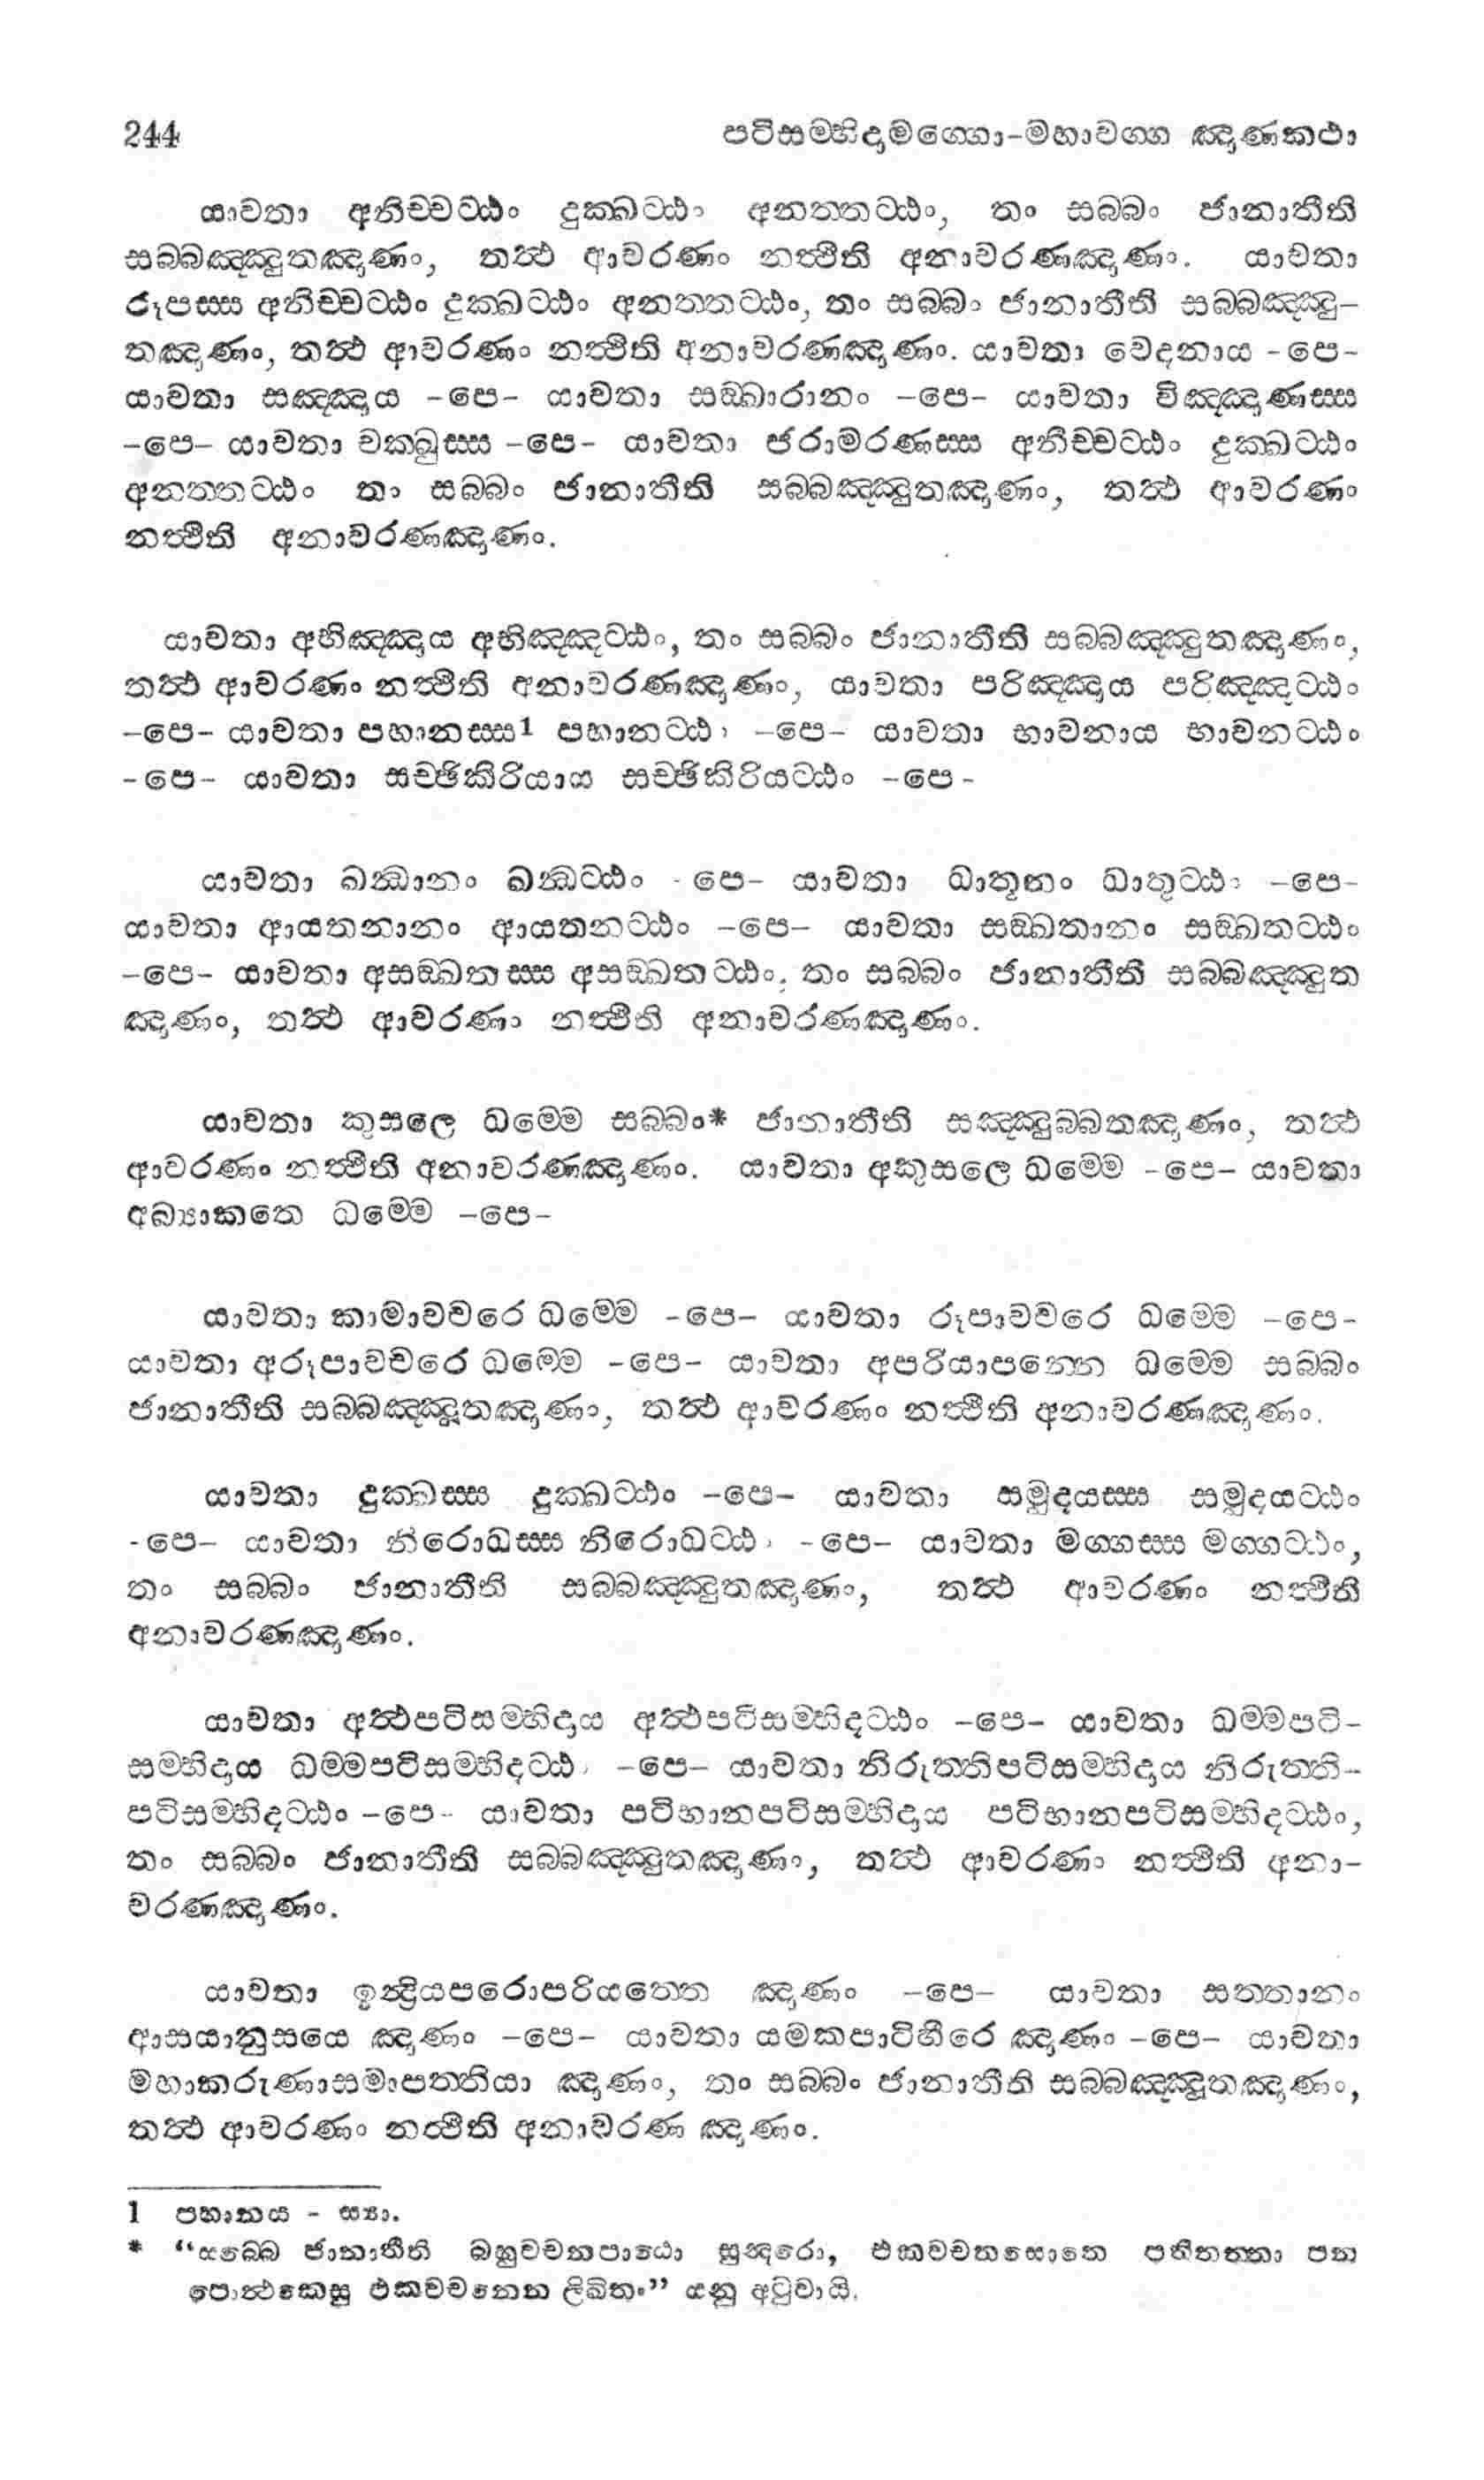 244 පටිසම්භිදාමග්ගො-මහාවග්ග ඤාණකථා
යාවතා අනිච්චට්ඨං දුක්ඛට්ඨං අනත්තට්ඨං, තං සබ්බං ජානාතීති
සබ්බඤ්ඤුතඤාණං, තත්ථ ආවරණං නත්ථීති අනාවරණඤාණං. යාවතා
රූපස්ස අනිච්චට්ඨං දුක්ඛට්ඨං අනත්තට්ඨං, තං සබ්බං ජානාතීති සබ්බඤ්ඤු-
තඤාණං, තත්ථ ආවරණං නත්ථීති අනාවරණඤාණං. යාවතා වෙදනාය -පෙ-
යාවතා සඤ්ඤාය -පෙ- යාවතා සඞ්ඛාරානං -පෙ- යාවතා විඤ්ඤාණස්ස
-පෙ- යාවතා චක්ඛුස්ස -පෙ- යාවතා ජරාමරණස්ස අනිච්චට්ඨං දුක්ඛට්ඨං
අනත්තට්ඨං තං සබ්බං ජානාතීති සබ්බඤ්ඤුතඤාණං, තත්ථ ආවරණං
නත්ථීති අනාවරණඤාණං.
යාවතා අභිඤ්ඤාය අභිඤ්ඤට්ඨං, තං සබ්බං ජානාතීති සබ්බඤ්ඤුතඤාණං,
තත්ථ ආවරණං නත්ථීති අනාවරණඤාණං, යාවතා පරිඤ්ඤාය පරිඤ්ඤට්ඨං
-පෙ- යාවතා පහානස්ස1 පහානට්ඨං -පෙ- යාවතා භාවනාය භාවනට්ඨං
-පෙ- යාවතා සච්ඡිකිරියාය සච්ඡිකිරියට්ඨං -පෙ-
යාවතා ඛන්ධානං ඛන්ධට්ඨං -පෙ- යාවතා ධාතූනං ධාතුට්ඨං -පෙ-
යාවතා ආයතනානං ආයතනට්ඨං -පෙ- යාවතා සඞ්ඛතානං සඞ්ඛතට්ඨං
-පෙ- යාවතා අසඞ්ඛතස්ස අසඞ්ඛතට්ඨං, තං සබ්බං ජානාතීති සබ්බඤ්ඤුත
ඤාණං, තත්ථ ආවරණං නත්ථීති අනාවරණඤාණං.
යාවතා කුසලෙ ධම්මෙ සබ්බං* ජානාතීති සඤ්ඤුබ්බතඤාණං, තත්ථ
ආවරණං නත්ථීති අනාවරණඤාණං. යාවතා අකුසලෙ ධම්මෙ -පෙ- යාවතා
අබ්‍යාකතෙ ධම්මෙ -පෙ-
යාවතා කාමාවචරෙ ධම්මෙ -පෙ- යාවතා රූපාවචරෙ ධම්මෙ -පෙ-
යාවතා අරූපාවචරෙ ධම්මෙ -පෙ- යාවතා අපරියාපන්නෙ ධම්මෙ සබ්බං
ජානාතීති සබ්බඤ්ඤූතඤාණං, තත්ථ ආවරණං නත්ථීති අනාවරණඤාණං.
යාවතා දුක්ඛස්ස දුක්ඛට්ඨං -පෙ- යාවතා සමුදයස්ස සමුදයට්ඨං
-පෙ- යාවතා නිරොධස්ස නිරොධට්ඨං -පෙ- යාවතා මග්ගස්ස මග්ගට්ඨං,
තං සබ්බං ජානාතීති සබ්බඤ්ඤුතඤාණං, තත්ථ ආවරණං නත්ථීති
අනාවරණඤාණං.
යාවතා අත්ථපටිසම්භිදාය අත්ථපටිසම්භිදට්ඨං -පෙ- යාවතා ධම්මපටි-
සම්භිදාය ධම්මපටිසම්භිදට්ඨං -පෙ- යාවතා නිරුත්තිපටිසම්භිදාය නිරුත්ති-
පටිසම්භිදට්ඨං -පෙ- යාවතා පටිභානපටිසම්භිදාය පටිභානපටිසම්භිදට්ඨං,
තං සබ්බං ජානාතීති සබ්බඤ්ඤුතඤාණං, තත්ථ ආවරණං නත්ථීති අනා-
වරණඤාණං.
යාවතා ඉන්ද්‍රියපරොපරියත්තෙ ඤාණං -පෙ- යාවතා සත්තානං
ආසයානුසයෙ ඤාණං -පෙ- යාවතා යමකපාටිහීරෙ ඤාණං -පෙ- යාවතා
මහාකරුණාසමාපත්තියා ඤාණං, තං සබ්බං ජානාතීති සබ්බඤ්ඤූතඤාණං,
තත්ථ ආවරණං නත්ථීති අනාවරණ ඤාණං.
1 පහානය - ස්‍යා.
* “සබ්බෙ ජානාතීති බහුවචනපාඨො සුන්දරො, එකවචනසොතෙ පතිතත්තා පන
පොත්ථකෙසු එකවචනෙන ලිඛිතං” යනු අටුවායි.